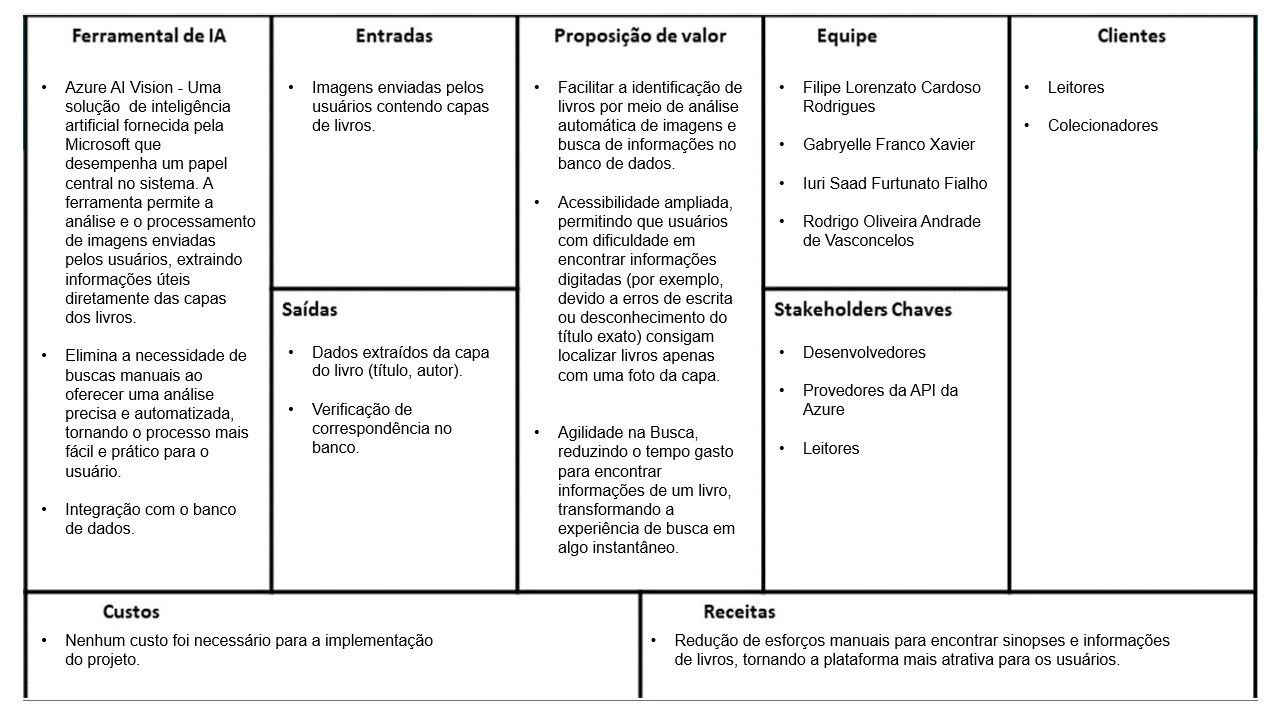 Ferramental de IA
• Azure AI Vision - Uma
solução de inteligência
artificial fornecida pela
Microsoft que
desempenha um papel
central no sistema. A
ferramenta permite a
análise e o processamento
de imagens enviadas
pelos usuários, extraindo
informações úteis
diretamente das capas
dos livros.
• Elimina a necessidade de
buscas manuais ao
oferecer uma análise
precisa e automatizada,
tornando o processo mais
fácil e prático para o
usuário.
• Integração com o banco
de dados.
Entradas
• Imagens enviadas pelos
usuários contendo capas
de livros.
Saídas
• Dados extraídos da capa
do livro (título, autor).
• Verificação de
correspondência no
banco.
Proposição de valor
• Facilitar a identificação de
livros por meio de análise
automática de imagens e
busca de informações no
banco de dados.
• Acessibilidade ampliada,
permitindo que usuários
com dificuldade em
encontrar informações
digitadas (por exemplo,
devido a erros de escrita
ou desconhecimento do
título exato) consigam
localizar livros apenas
com uma foto da capa.
• Agilidade na Busca,
reduzindo o tempo gasto
para encontrar
informações de um livro,
transformando a
experiência de busca em
algo instantâneo.
Equipe
• Filipe Lorenzato Cardoso
Rodrigues
• Gabryelle Franco Xavier
• Iuri Saad Furtunato Fialho
• Rodrigo Oliveira Andrade
de Vasconcelos
Stakeholders Chaves
• Desenvolvedores
• Provedores da API da
Azure
• Leitores
Clientes
• Leitores
• Colecionadores
Custos
• Nenhum custo foi necessário para a implementação
do projeto.
Receitas
• Redução de esforços manuais para encontrar sinopses e informações
de livros, tornando a plataforma mais atrativa para os usuários.